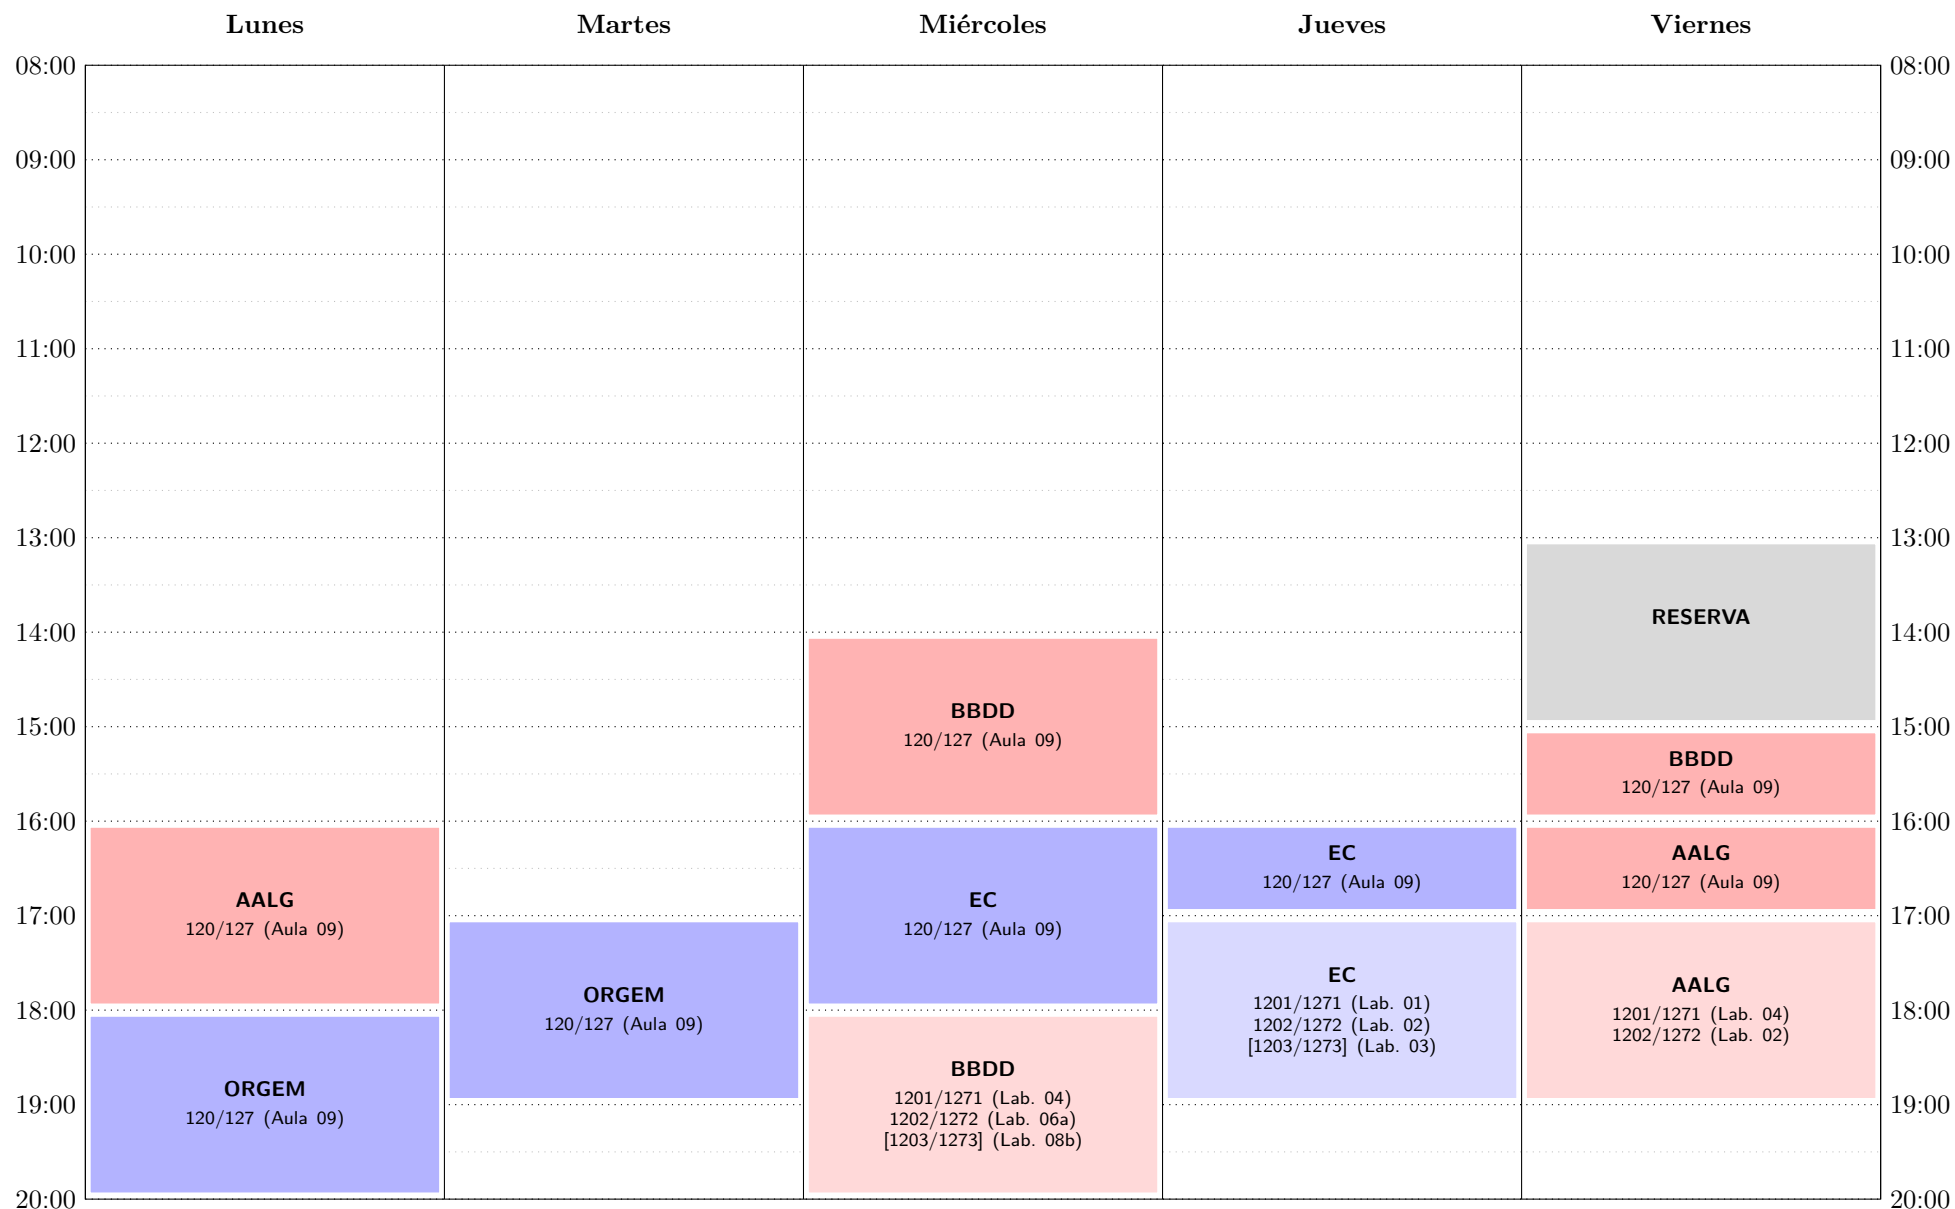 Lunes Martes Miércoles Jueves Viernes
08:00 08:00
09:00 09:00
10:00 10:00
11:00 11:00
12:00 12:00
13:00 13:00
14:00 14:00
15:00 15:00
16:00 16:00
17:00 17:00
18:00 18:00
19:00 19:00
20:00 20:00
AALG
120/127 (Aula 09)
ORGEM
120/127 (Aula 09)
ORGEM
120/127 (Aula 09)
BBDD
120/127 (Aula 09)
EC
120/127 (Aula 09)
BBDD
1201/1271 (Lab. 04)
1202/1272 (Lab. 06a)
[1203/1273] (Lab. 08b)
EC
120/127 (Aula 09)
EC
1201/1271 (Lab. 01)
1202/1272 (Lab. 02)
[1203/1273] (Lab. 03)
RESERVA
BBDD
120/127 (Aula 09)
AALG
120/127 (Aula 09)
AALG
1201/1271 (Lab. 04)
1202/1272 (Lab. 02)